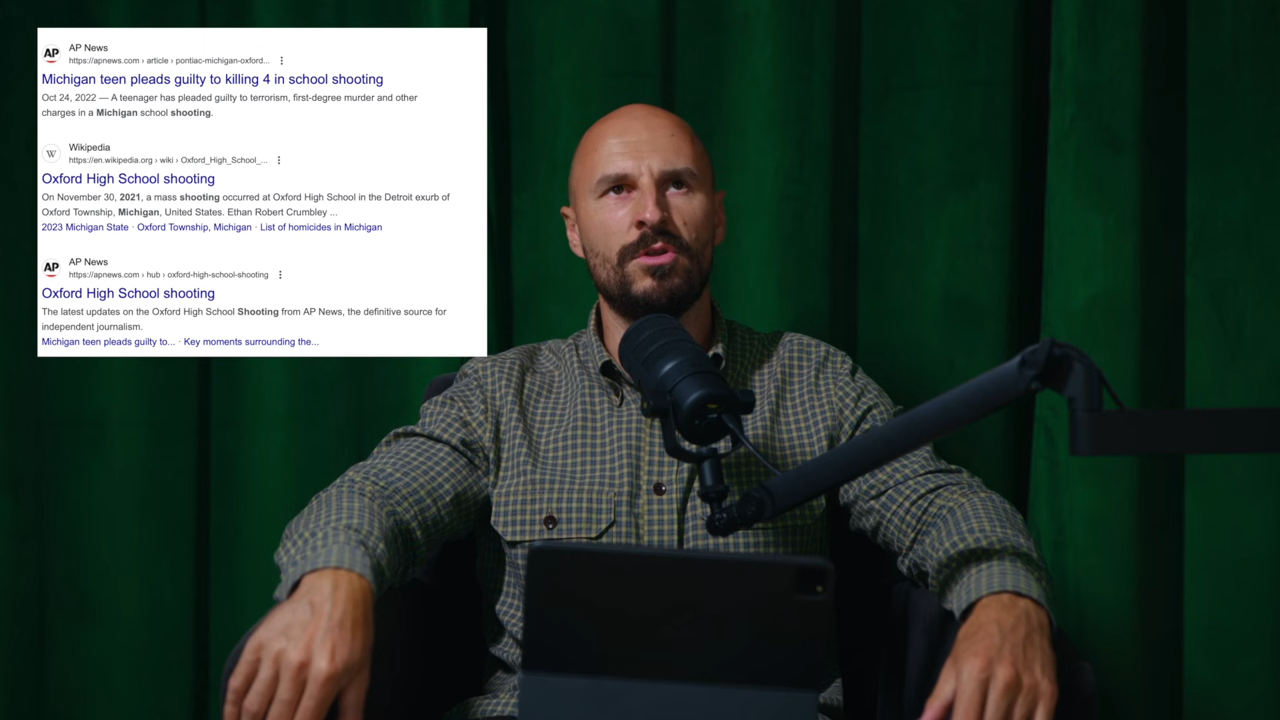 AP
AP News
https://apnews.com › article › pontiac-michigan-oxford...
Michigan teen pleads guilty to killing 4 in school shooting
Oct 24, 2022 — A teenager has pleaded guilty to terrorism, first-degree murder and other
charges in a Michigan school shooting.
W
Wikipedia
https://en.wikipedia.org › wiki › Oxford_High_School_...
Oxford High School shooting
On November 30, 2021, a mass shooting occurred at Oxford High School in the Detroit exurb of
Oxford Township, Michigan, United States. Ethan Robert Crumbley ...
2023 Michigan State · Oxford Township, Michigan · List of homicides in Michigan
AP
AP News
https://apnews.com › hub › oxford-high-school-shooting
Oxford High School shooting
The latest updates on the Oxford High School Shooting from AP News, the definitive source for
independent journalism.
Michigan teen pleads guilty to... · Key moments surrounding the...